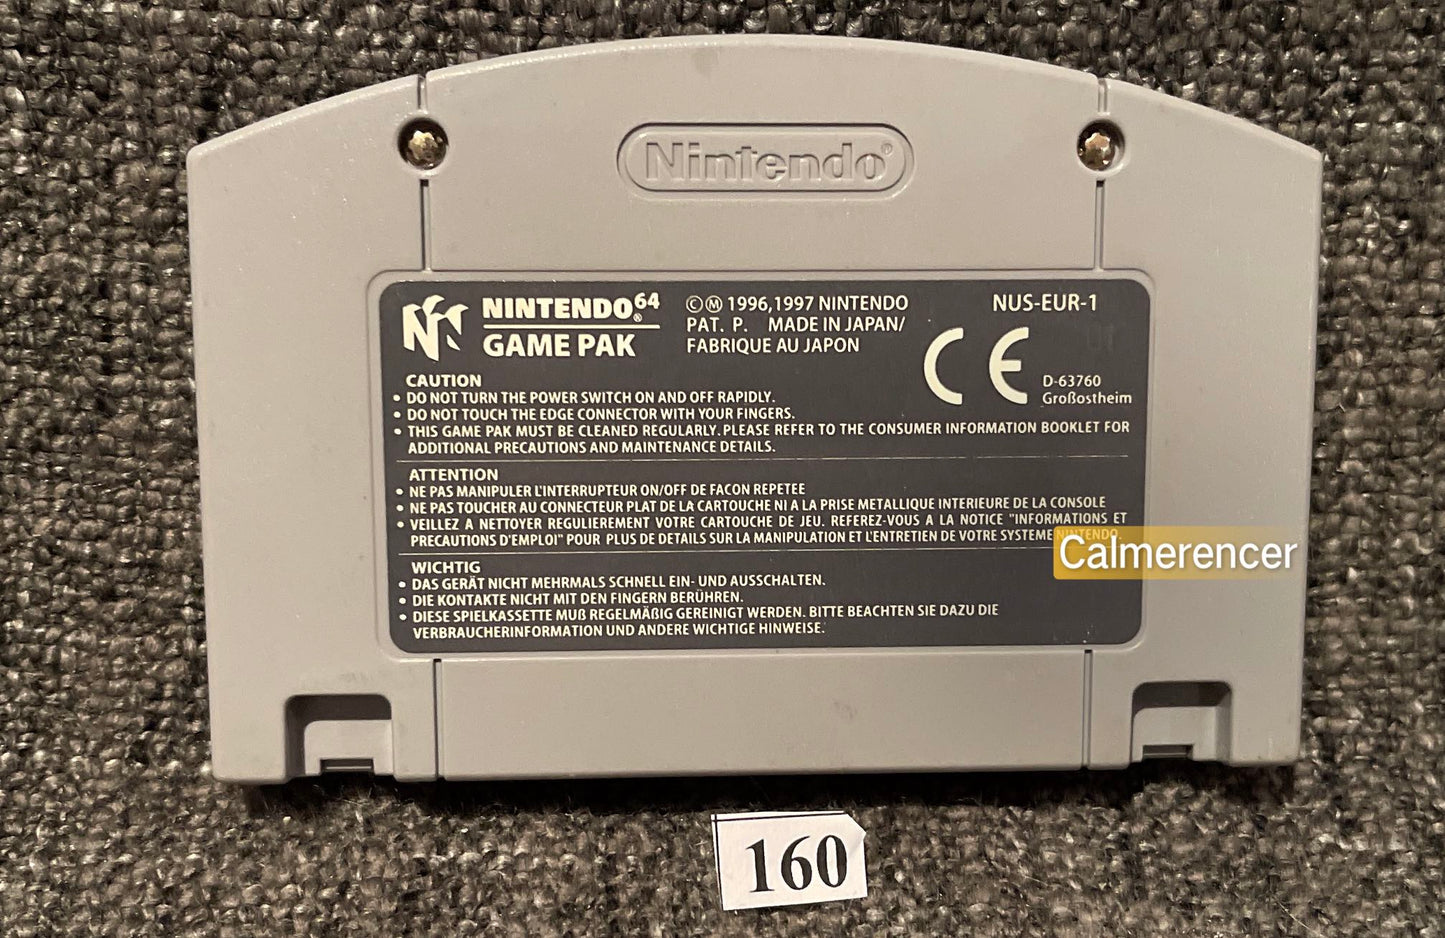 Nintendo®
NINTENDO64®
GAME PAK
©Ⓜ 1996,1997 NINTENDO
PAT. P. MADE IN JAPAN/
FABRIQUE AU JAPON
NUS-EUR-1
01
CE
D-63760
Großostheim
CAUTION
• DO NOT TURN THE POWER SWITCH ON AND OFF RAPIDLY.
• DO NOT TOUCH THE EDGE CONNECTOR WITH YOUR FINGERS.
• THIS GAME PAK MUST BE CLEANED REGULARLY. PLEASE REFER TO THE CONSUMER INFORMATION BOOKLET FOR
ADDITIONAL PRECAUTIONS AND MAINTENANCE DETAILS.
ATTENTION
• NE PAS MANIPULER L'INTERRUPTEUR ON/OFF DE FACON REPETEE
• NE PAS TOUCHER AU CONNECTEUR PLAT DE LA CARTOUCHE NI A LA PRISE METALLIQUE INTERIEURE DE LA CONSOLE
• VEILLEZ A NETTOYER REGULIEREMENT VOTRE CARTOUCHE DE JEU. REFEREZ-VOUS A LA NOTICE "INFORMATIONS ET
PRECAUTIONS D'EMPLOI" POUR PLUS DE DETAILS SUR LA MANIPULATION ET L'ENTRETIEN DE VOTRE SYSTEME NINTENDO.
Calmerencer
WICHTIG
• DAS GERÄT NICHT MEHRMALS SCHNELL EIN- UND AUSSCHALTEN.
• DIE KONTAKTE NICHT MIT DEN FINGERN BERÜHREN.
• DIESE SPIELKASSETTE MUß REGELMÄßIG GEREINIGT WERDEN. BITTE BEACHTEN SIE DAZU DIE
VERBRAUCHERINFORMATION UND ANDERE WICHTIGE HINWEISE.
160